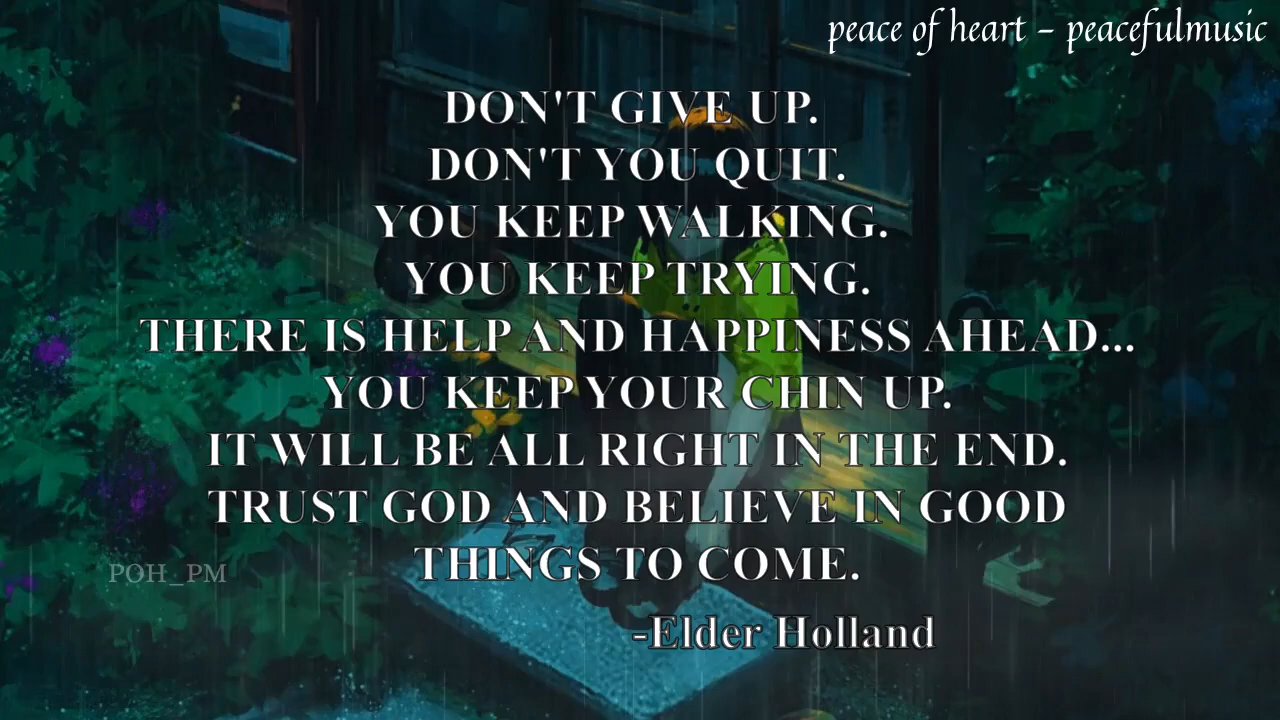 peace of heart - peacefulmusic
DON'T GIVE UP.
DON'T YOU QUIT.
YOU KEEP WALKING.
YOU KEEP TRYING.
THERE IS HELP AND HAPPINESS AHEAD...
YOU KEEP YOUR CHIN UP.
IT WILL BE ALL RIGHT IN THE END.
TRUST GOD AND BELIEVE IN GOOD
THINGS TO COME.
POH_PM
-Elder Holland